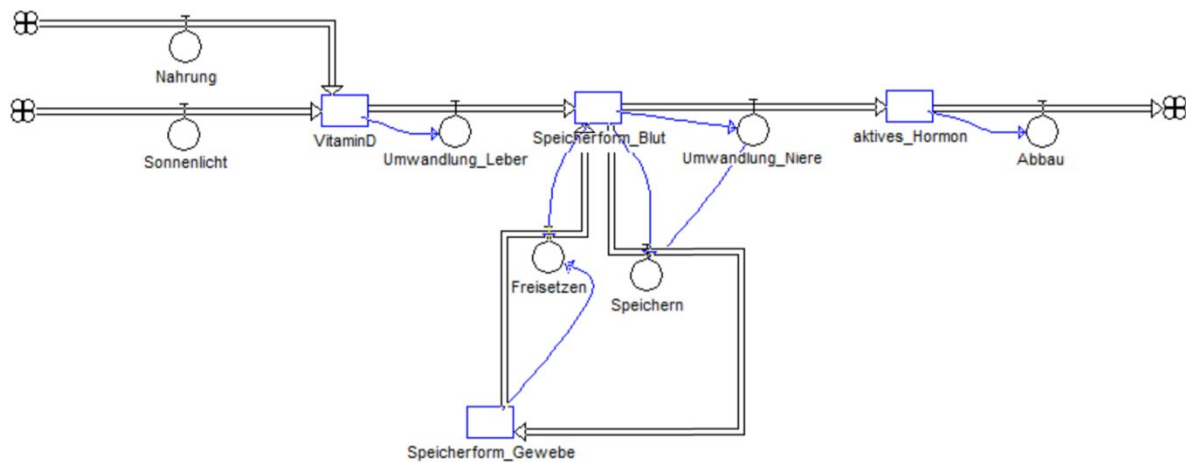 Nahrung
Sonnenlicht
VitaminD
Umwandlung_Leber
Speicherform_Blut
Umwandlung_Niere
aktives_Hormon
Abbau
Freisetzen
Speichern
Speicherform_Gewebe